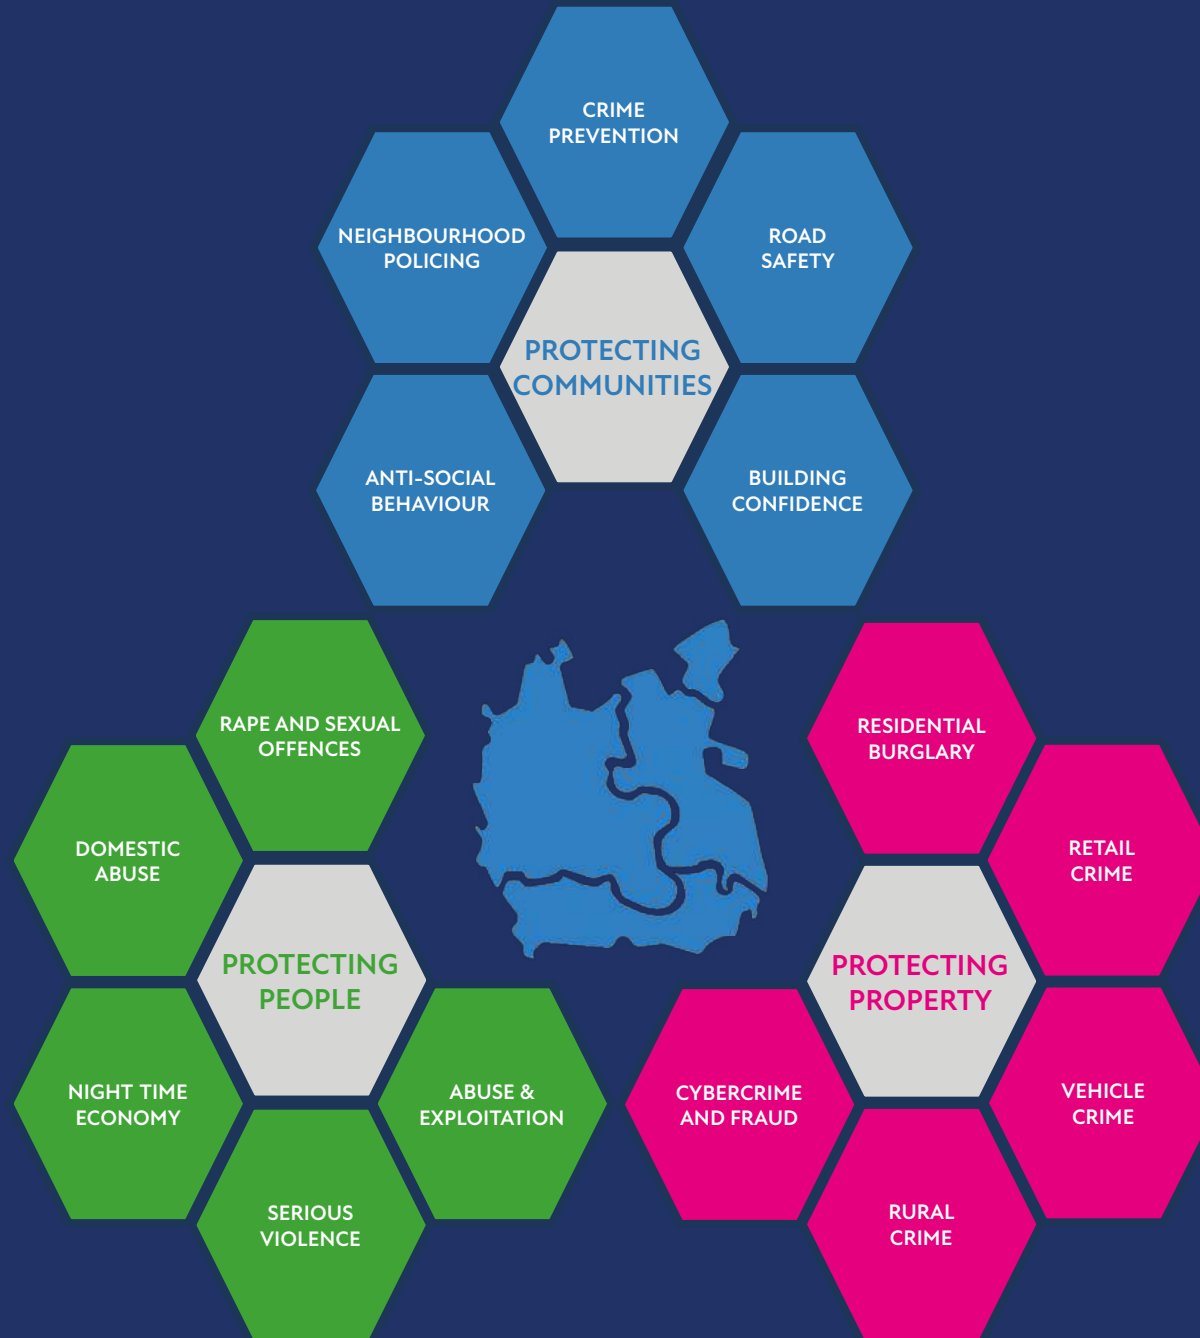 CRIME
PREVENTION
NEIGHBOURHOOD
POLICING
ROAD
SAFETY
PROTECTING
COMMUNITIES
ANTI-SOCIAL
BEHAVIOUR
BUILDING
CONFIDENCE
RAPE AND SEXUAL
OFFENCES
DOMESTIC
ABUSE
PROTECTING
PEOPLE
NIGHT TIME
ECONOMY
ABUSE &
EXPLOITATION
SERIOUS
VIOLENCE
RESIDENTIAL
BURGLARY
RETAIL
CRIME
PROTECTING
PROPERTY
CYBERCRIME
AND FRAUD
VEHICLE
CRIME
RURAL
CRIME